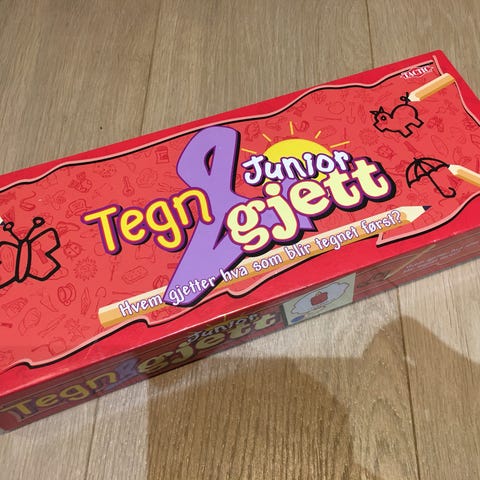 TACTIC
Junior
Tegn & gjett
Hvem gjetter hva som blir tegnet først?
Junior
Tegn & gjett